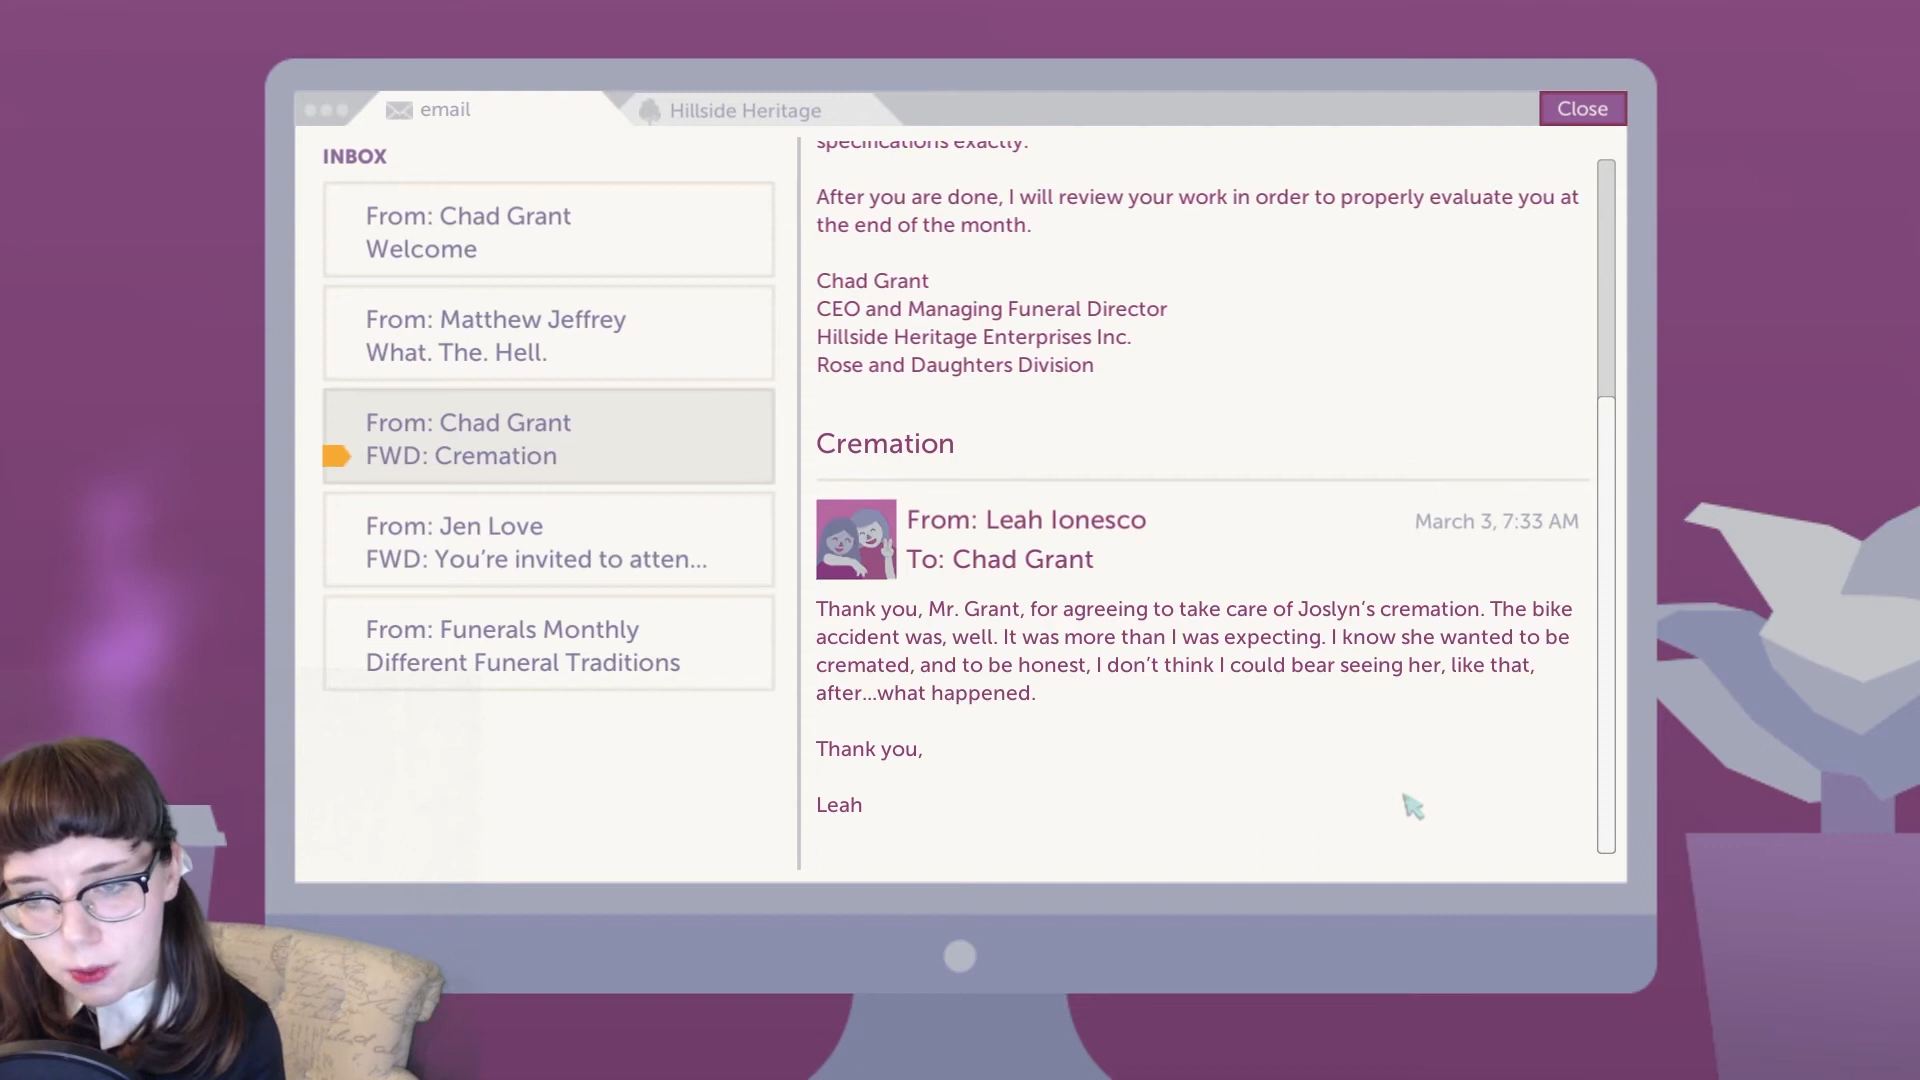 email
Hillside Heritage
Close
INBOX
From: Chad Grant
Welcome
From: Matthew Jeffrey
What. The. Hell.
From: Chad Grant
FWD: Cremation
From: Jen Love
FWD: You’re invited to atten...
From: Funerals Monthly
Different Funeral Traditions
specifications exactly.
After you are done, I will review your work in order to properly evaluate you at
the end of the month.
Chad Grant
CEO and Managing Funeral Director
Hillside Heritage Enterprises Inc.
Rose and Daughters Division
Cremation
From: Leah Ionesco
March 3, 7:33 AM
To: Chad Grant
Thank you, Mr. Grant, for agreeing to take care of Joslyn’s cremation. The bike
accident was, well. It was more than I was expecting. I know she wanted to be
cremated, and to be honest, I don’t think I could bear seeing her, like that,
after...what happened.
Thank you,
Leah